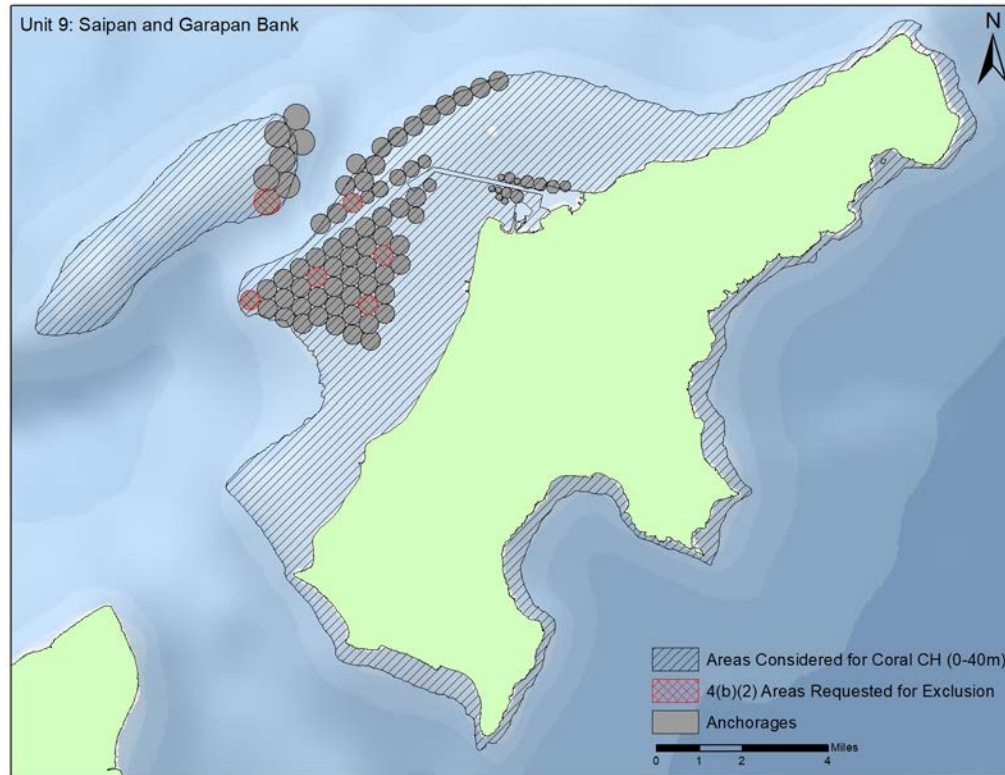 Unit 9: Saipan and Garapan Bank
N
Areas Considered for Coral CH (0-40m)
4(b)(2) Areas Requested for Exclusion
Anchorages
Miles
0 1 2 4